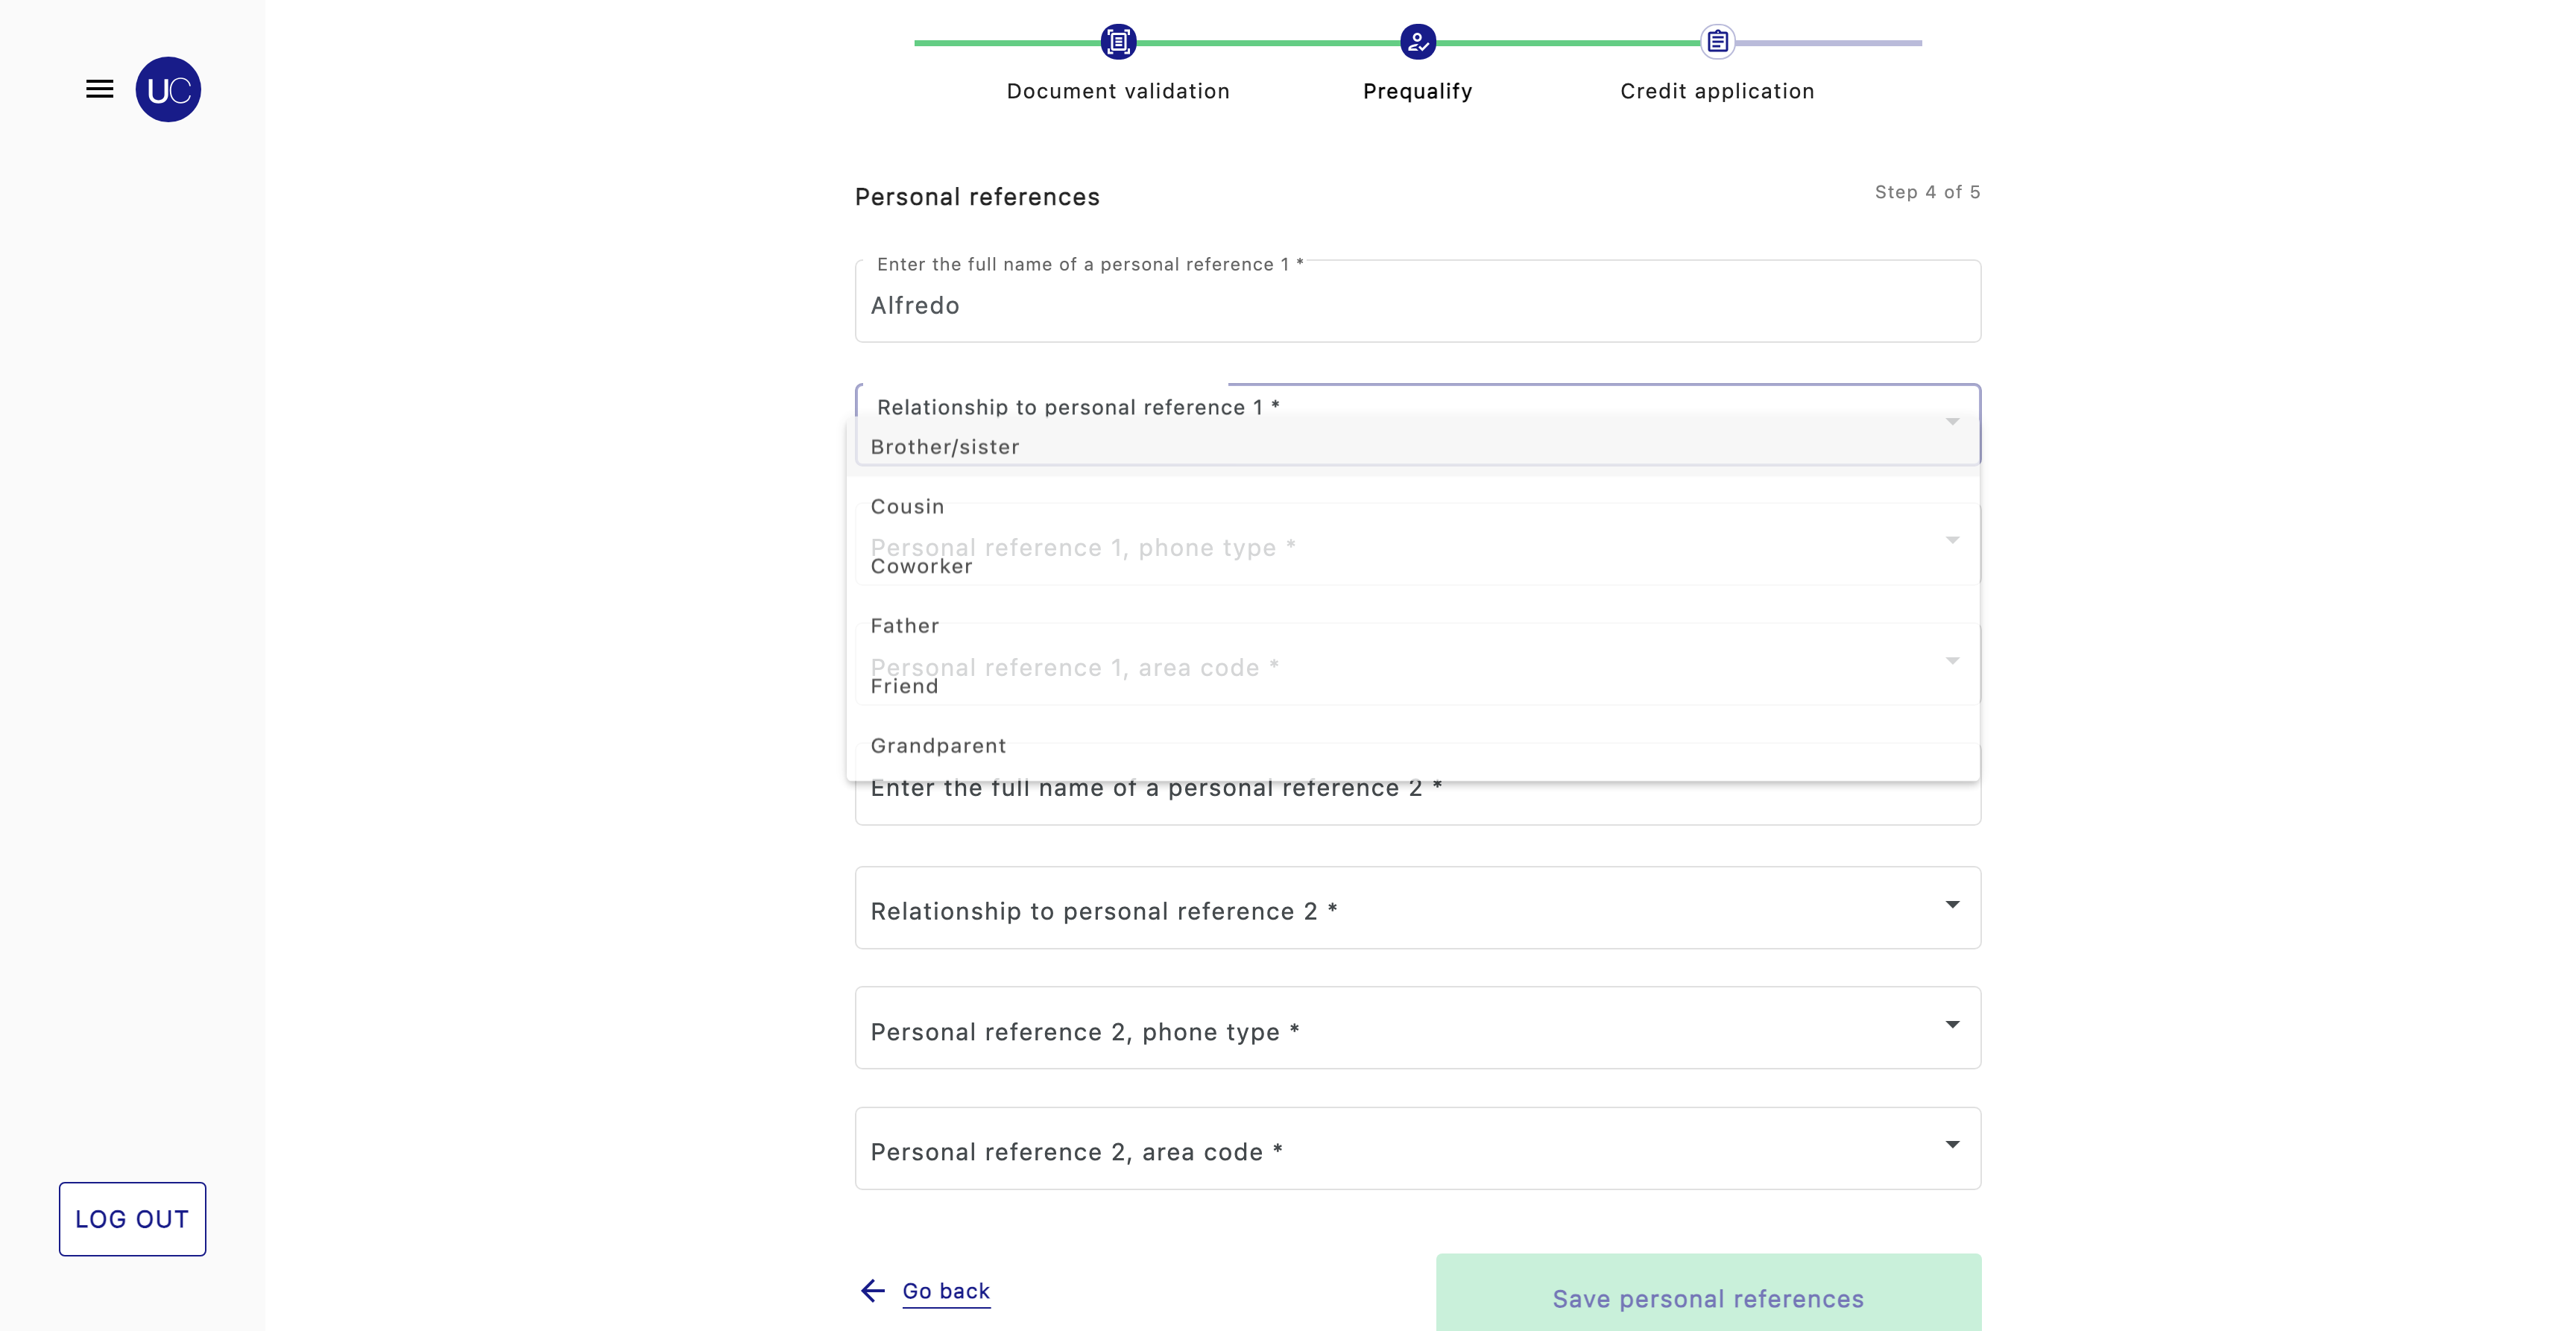 UC
Document validation
Prequalify
Credit application
Personal references
Step 4 of 5
Enter the full name of a personal reference 1 *
Alfredo
Relationship to personal reference 1 *
Brother/sister
Cousin
Personal reference 1, phone type *
Coworker
Father
Personal reference 1, area code *
Friend
Grandparent
Enter the full name of a personal reference 2 *
Relationship to personal reference 2 *
Personal reference 2, phone type *
Personal reference 2, area code *
LOG OUT
Go back
Save personal references